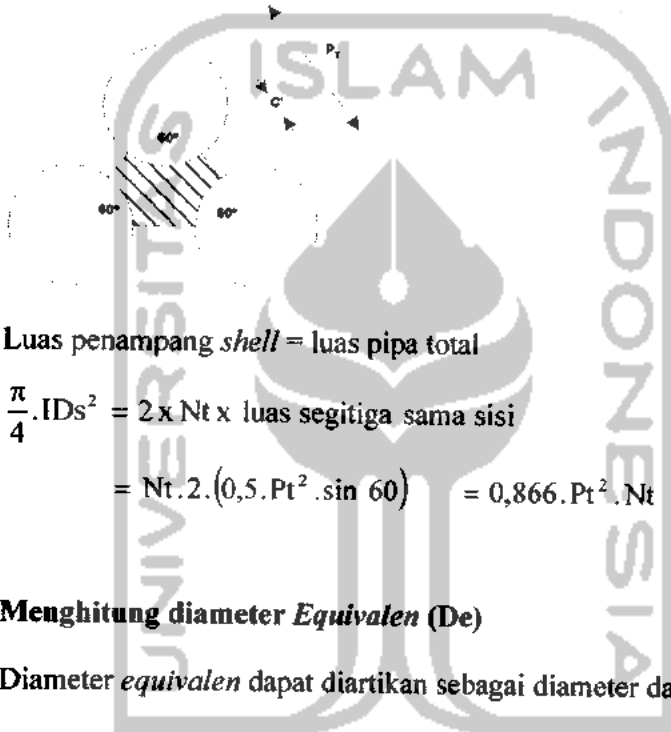 ISLAM
UNIVERSITAS
INDONESIA
P_T
C'
60°
60°
60°
Luas penampang shell = luas pipa total
π/4 .IDs² = 2 x Nt x luas segitiga sama sisi
= Nt.2.(0,5.Pt².sin 60) = 0,866.Pt².Nt
Menghitung diameter Equivalen (De)
Diameter equivalen dapat diartikan sebagai diameter da